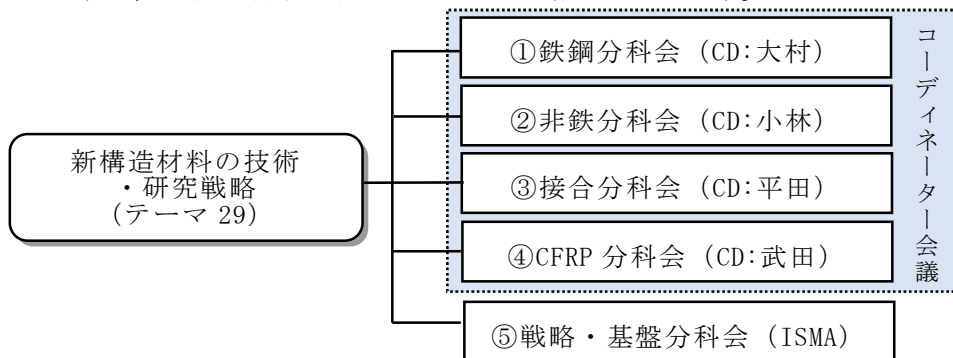 新構造材料の技術
・研究戦略
(テーマ 29)
①鉄鋼分科会 (CD:大村)
②非鉄分科会 (CD:小林)
③接合分科会 (CD:平田)
④CFRP 分科会 (CD:武田)
⑤戦略・基盤分科会 (ISMA)
コーディネーター会議